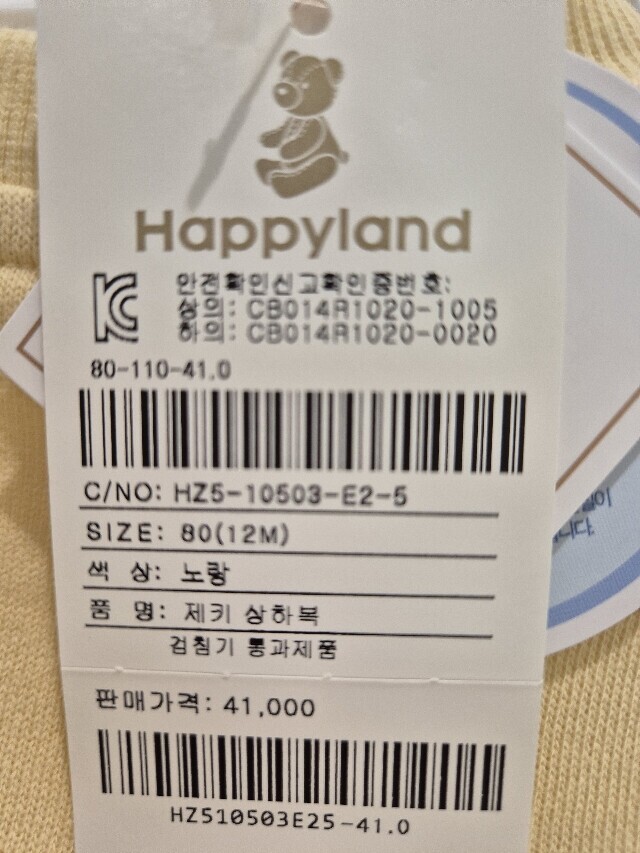 Happyland
안전확인신고확인증번호:
상의: CB014R1020-1005
하의: CB014R1020-0020
80-110-41.0
C/NO: HZ5-10503-E2-5
SIZE: 80(12M)
색 상: 노랑
품 명: 제키 상하복
검침기 통과제품
판매가격: 41,000
HZ510503E25-41.0